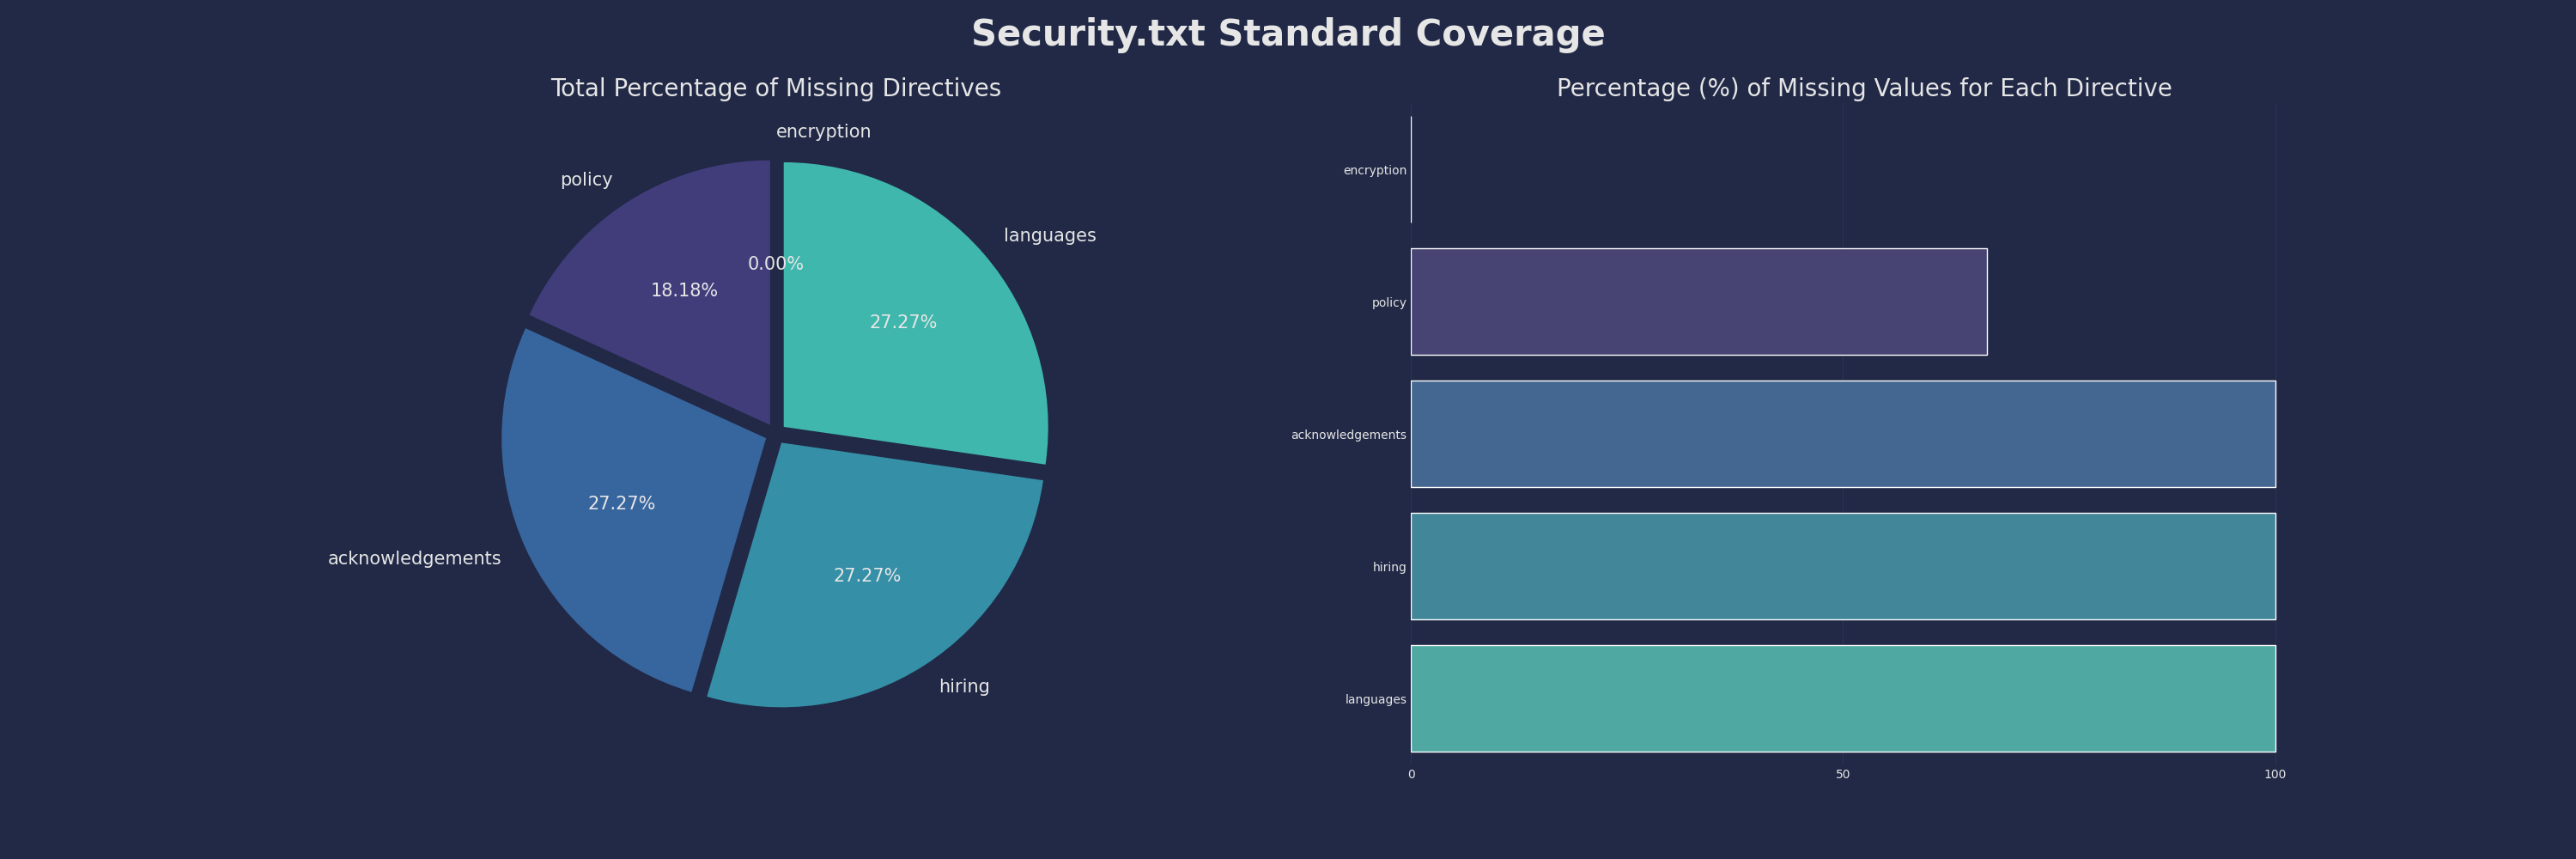 Security.txt Standard Coverage
Total Percentage of Missing Directives
encryption
policy
languages
0.00%
18.18%
27.27%
27.27%
acknowledgements
27.27%
hiring
Percentage (%) of Missing Values for Each Directive
encryption
policy
acknowledgements
hiring
languages
0 50 100